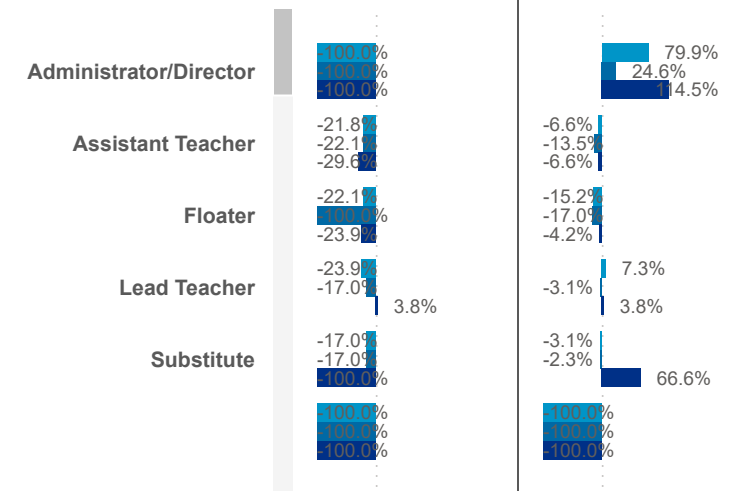 -100.0% 79.9%
Administrator/Director -100.0% 24.6%
-100.0% 114.5%
-21.8% -6.6%
Assistant Teacher -22.1% -13.5%
-29.6% -6.6%
-22.1% -15.2%
Floater -100.0% -17.0%
-23.9% -4.2%
-23.9% 7.3%
Lead Teacher -17.0% -3.1%
3.8% 3.8%
-17.0% -3.1%
Substitute -17.0% -2.3%
-100.0% 66.6%
-100.0% -100.0%
-100.0% -100.0%
-100.0% -100.0%